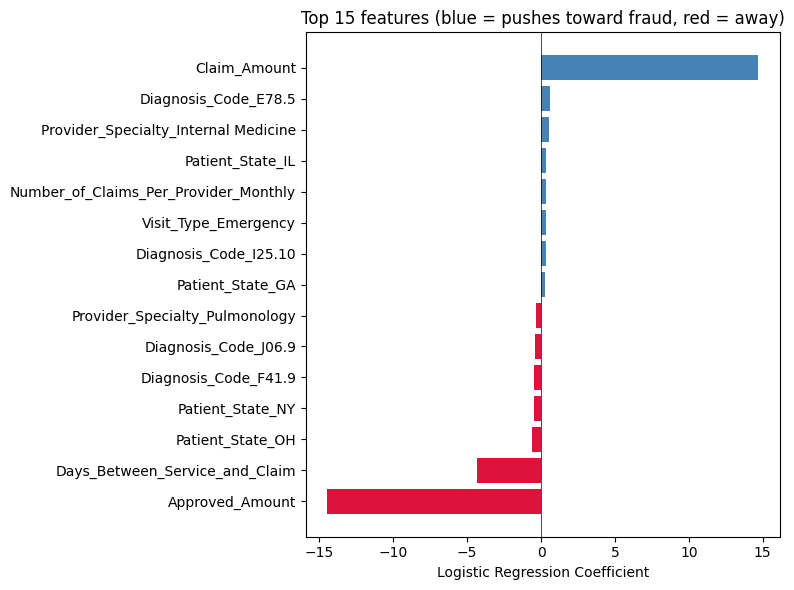 Top 15 features (blue = pushes toward fraud, red = away)
Claim_Amount
Diagnosis_Code_E78.5
Provider_Specialty_Internal Medicine
Patient_State_IL
Number_of_Claims_Per_Provider_Monthly
Visit_Type_Emergency
Diagnosis_Code_I25.10
Patient_State_GA
Provider_Specialty_Pulmonology
Diagnosis_Code_J06.9
Diagnosis_Code_F41.9
Patient_State_NY
Patient_State_OH
Days_Between_Service_and_Claim
Approved_Amount
−15 −10 −5 0 5 10 15
Logistic Regression Coefficient